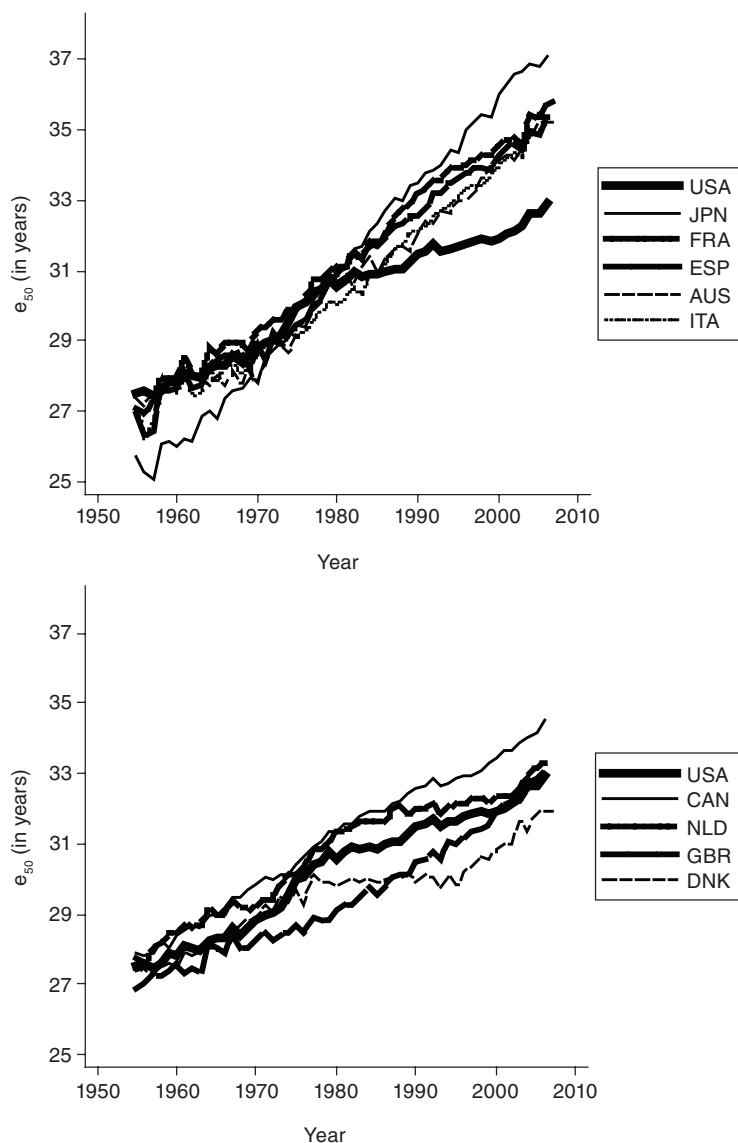 37
35
33
31
29
27
25
e50 (in years)
1950 1960 1970 1980 1990 2000 2010
Year
USA
JPN
FRA
ESP
AUS
ITA
37
35
33
31
29
27
25
e50 (in years)
1950 1960 1970 1980 1990 2000 2010
Year
USA
CAN
NLD
GBR
DNK